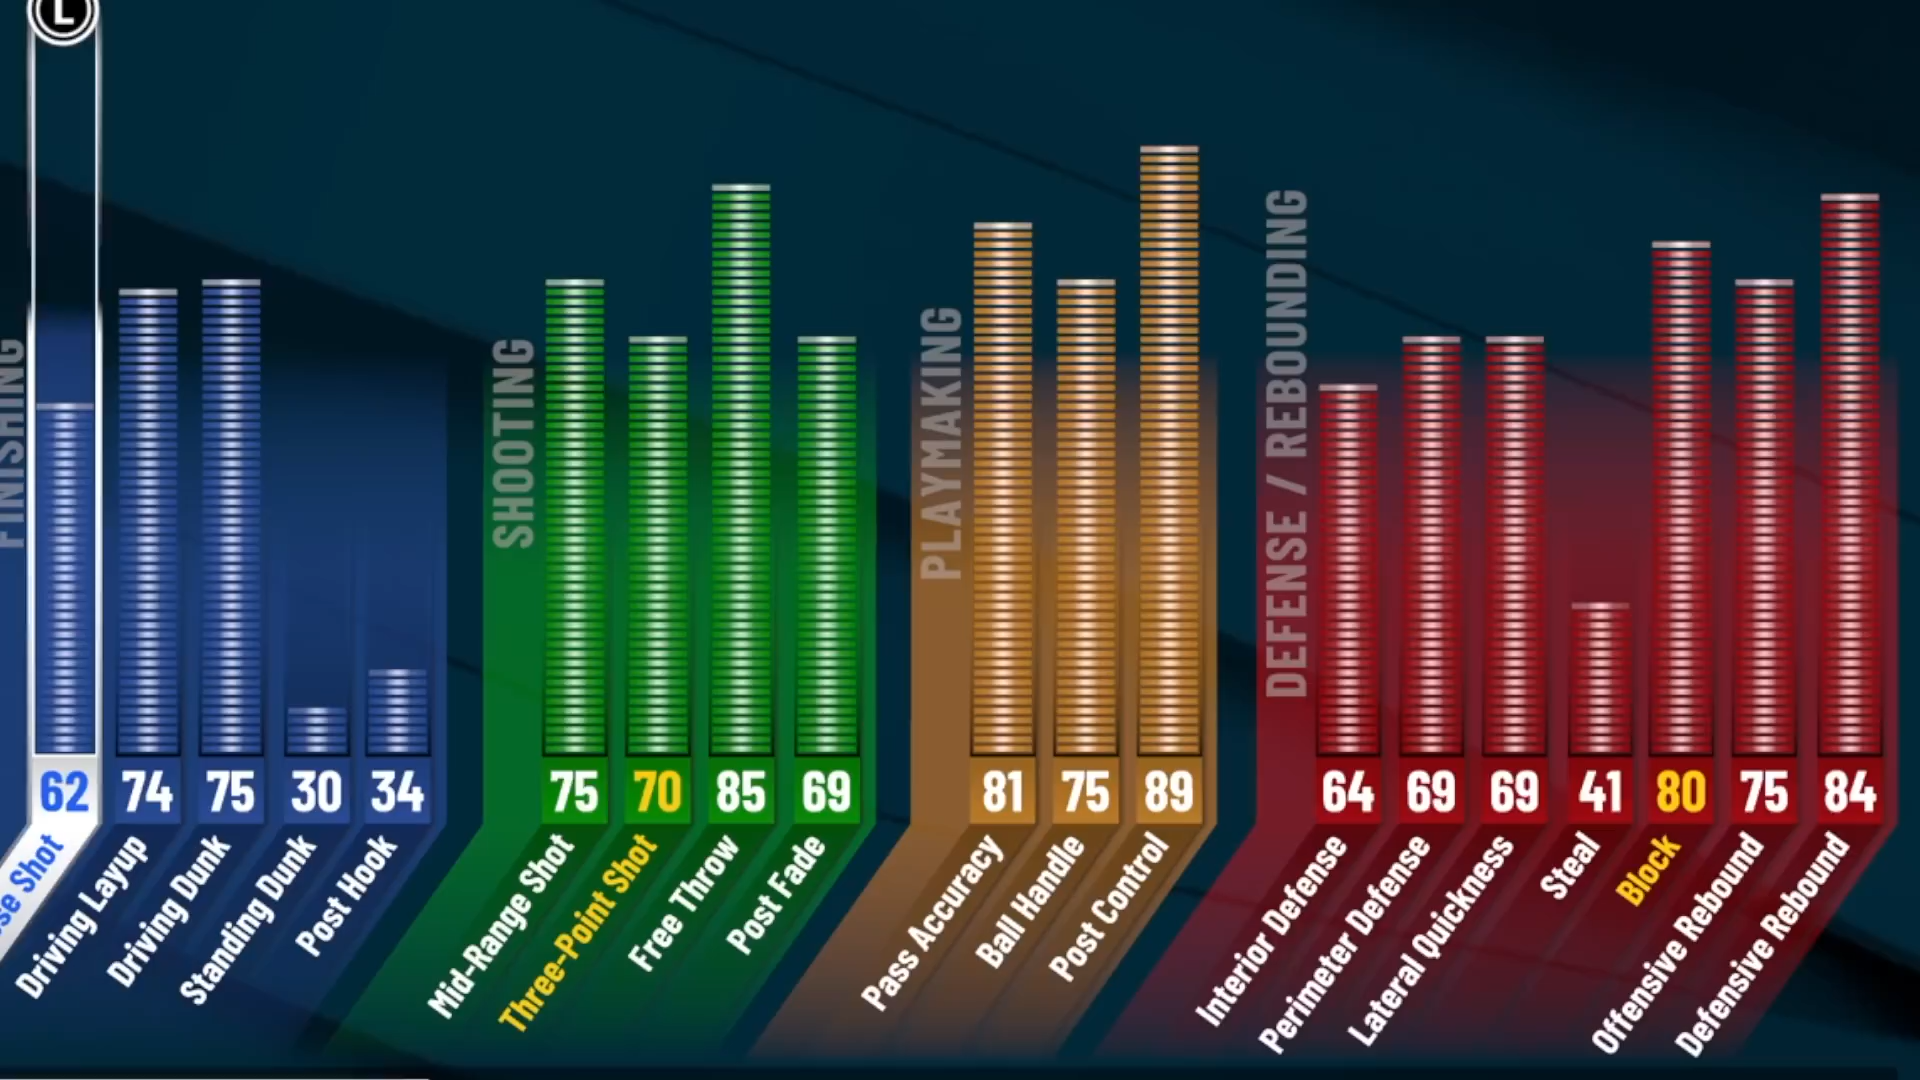 L
FINISHING
62
74
75
30
34
Shot
Driving Layup
Driving Dunk
Standing Dunk
Post Hook
SHOOTING
75
70
85
69
Mid-Range Shot
Three-Point Shot
Free Throw
Post Fade
PLAYMAKING
81
75
89
Pass Accuracy
Ball Handle
Post Control
DEFENSE / REBOUNDING
64
69
69
41
80
75
84
Interior Defense
Perimeter Defense
Lateral Quickness
Steal
Block
Offensive Rebound
Defensive Rebound